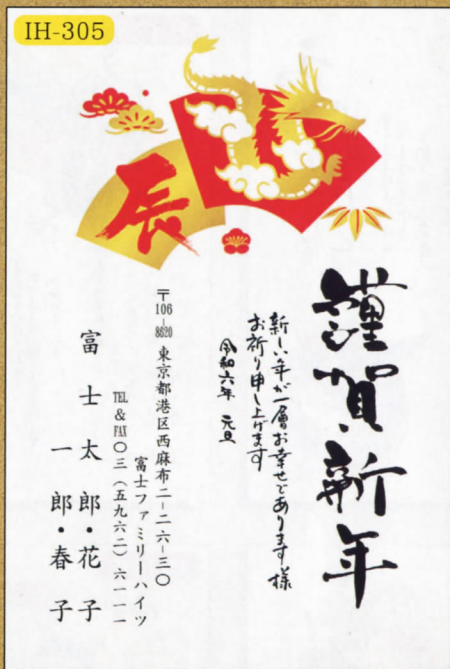 IH-305
辰
謹賀新年
新しい年が一層お幸せであります様
お祈り申し上げます
令和六年 元旦
〒106-8620 東京都港区西麻布二-二六-三〇
富士ファミリーハイツ
TEL&FAX〇三(五九六二)六一一一
富士太郎・花子
一郎・春子